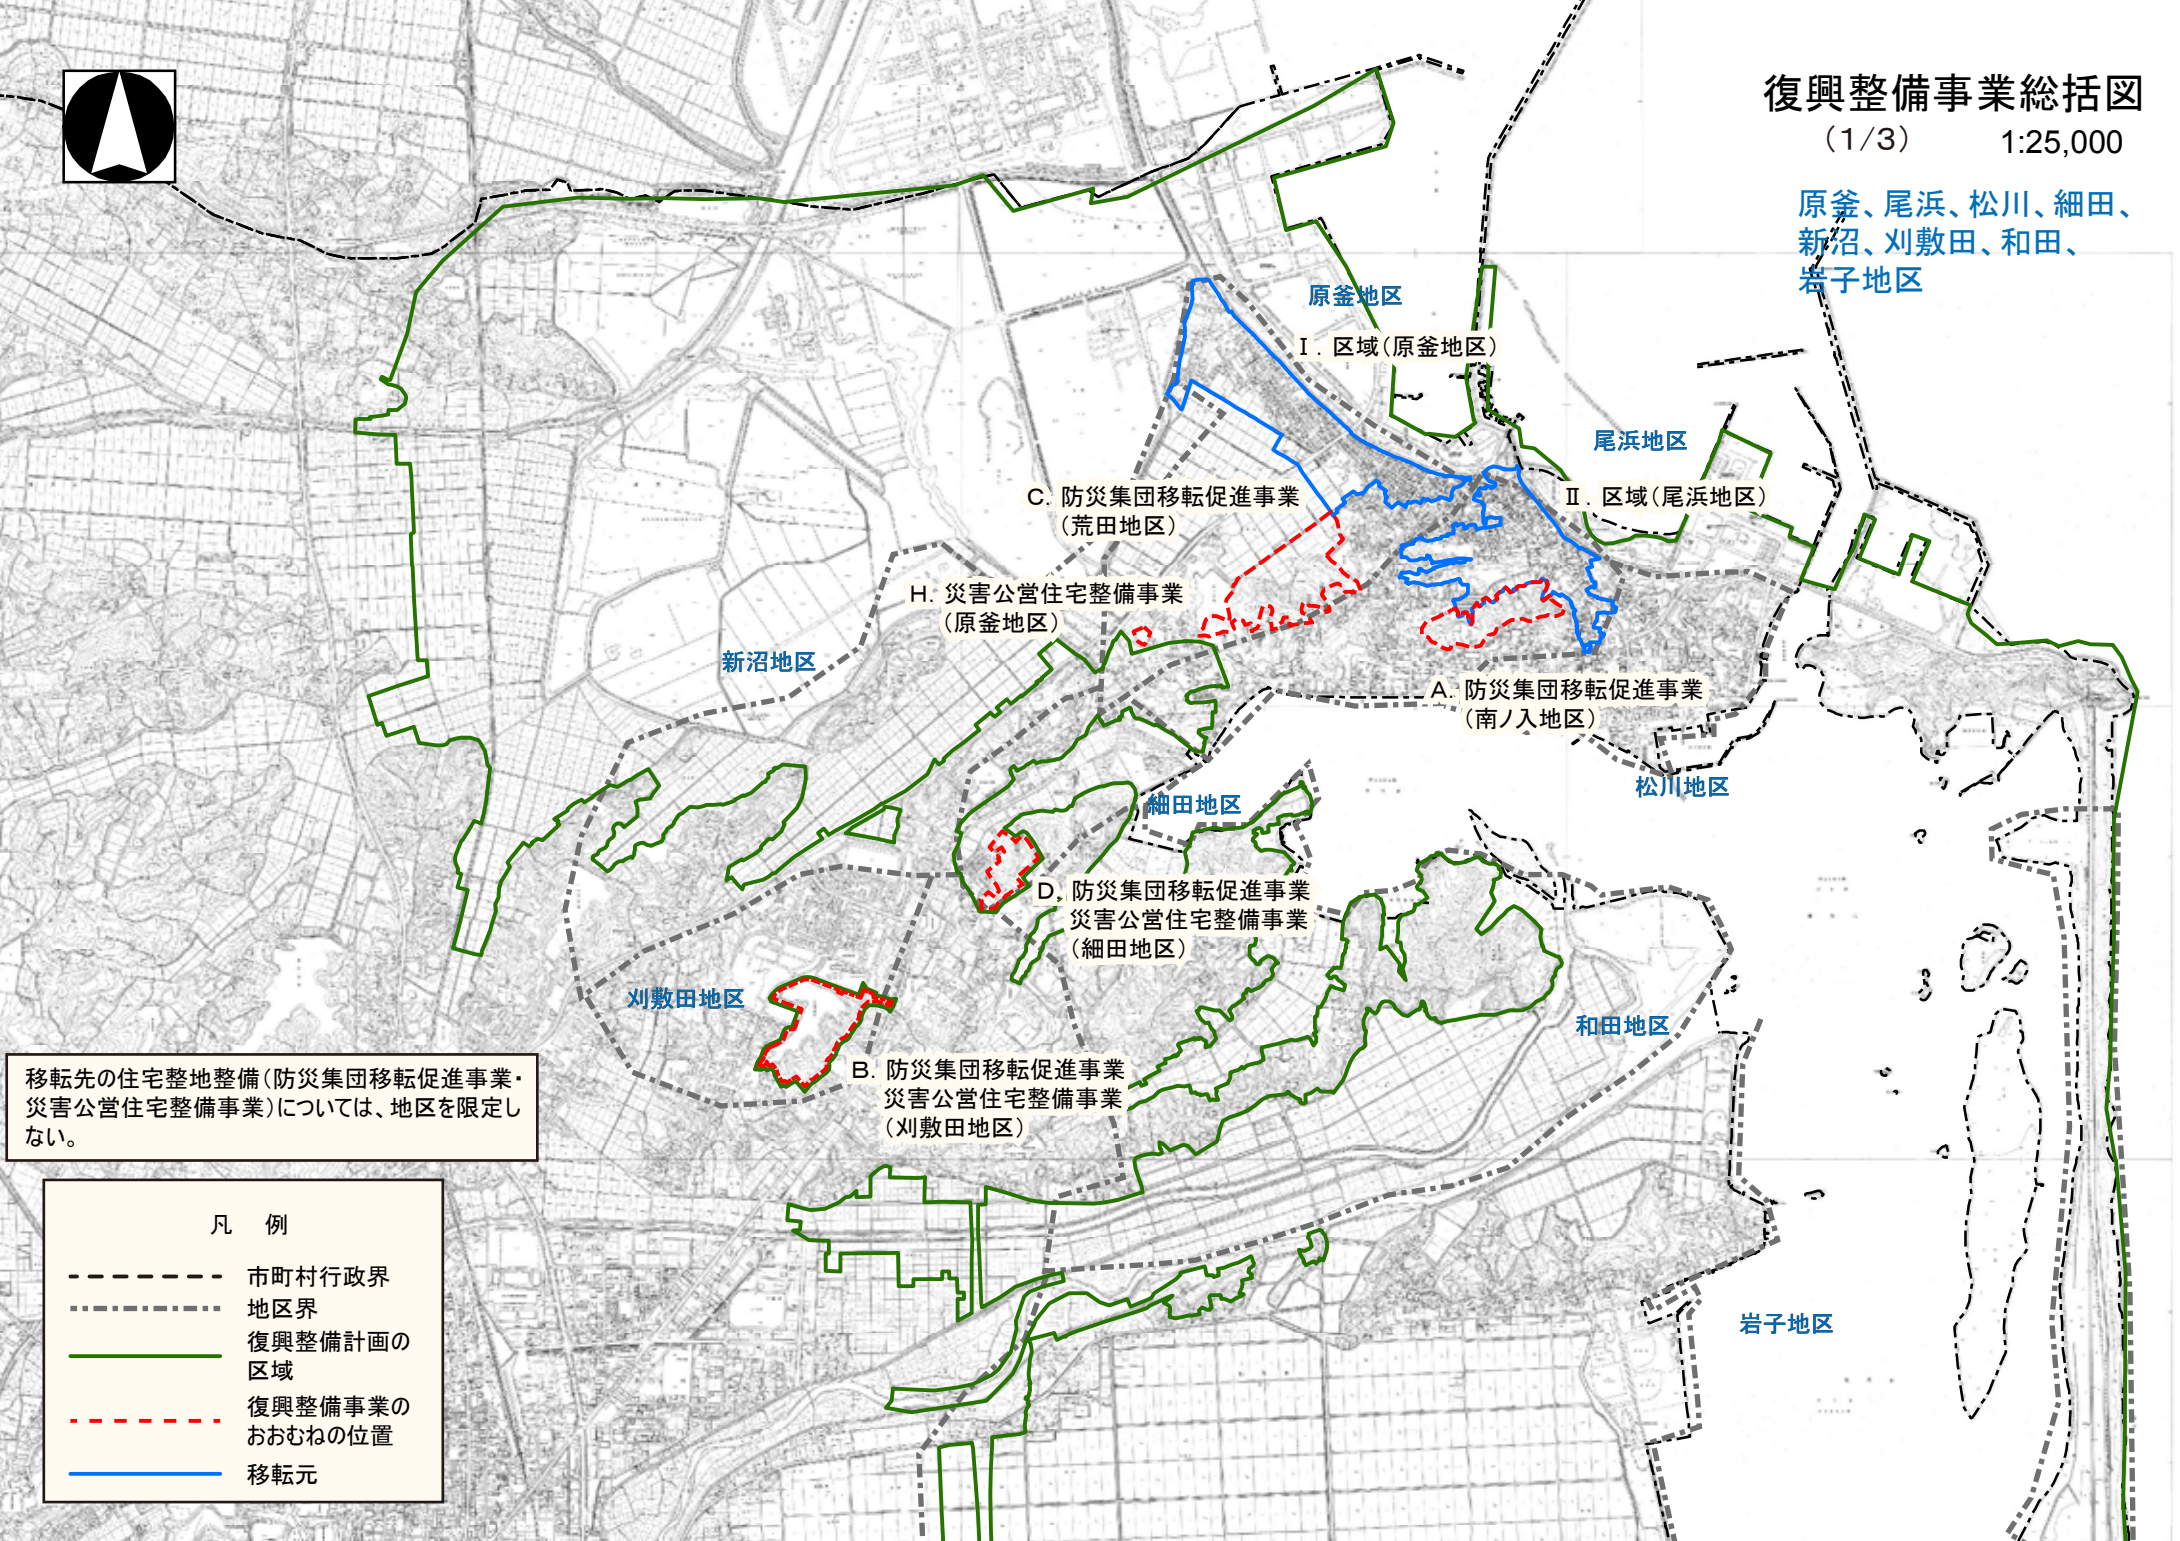 復興整備事業総括図
（1/3） 1:25,000
原釜、尾浜、松川、細田、
新沼、刈敷田、和田、
岩子地区
原釜地区
Ⅰ. 区域（原釜地区）
尾浜地区
Ⅱ. 区域（尾浜地区）
C. 防災集団移転促進事業
（荒田地区）
H. 災害公営住宅整備事業
（原釜地区）
新沼地区
A. 防災集団移転促進事業
（南ノ入地区）
松川地区
細田地区
D. 防災集団移転促進事業
災害公営住宅整備事業
（細田地区）
刈敷田地区
和田地区
B. 防災集団移転促進事業
災害公営住宅整備事業
（刈敷田地区）
岩子地区
移転先の住宅整地整備（防災集団移転促進事業・
災害公営住宅整備事業）については、地区を限定し
ない。
凡 例
市町村行政界
地区界
復興整備計画の
区域
復興整備事業の
おおむねの位置
移転元